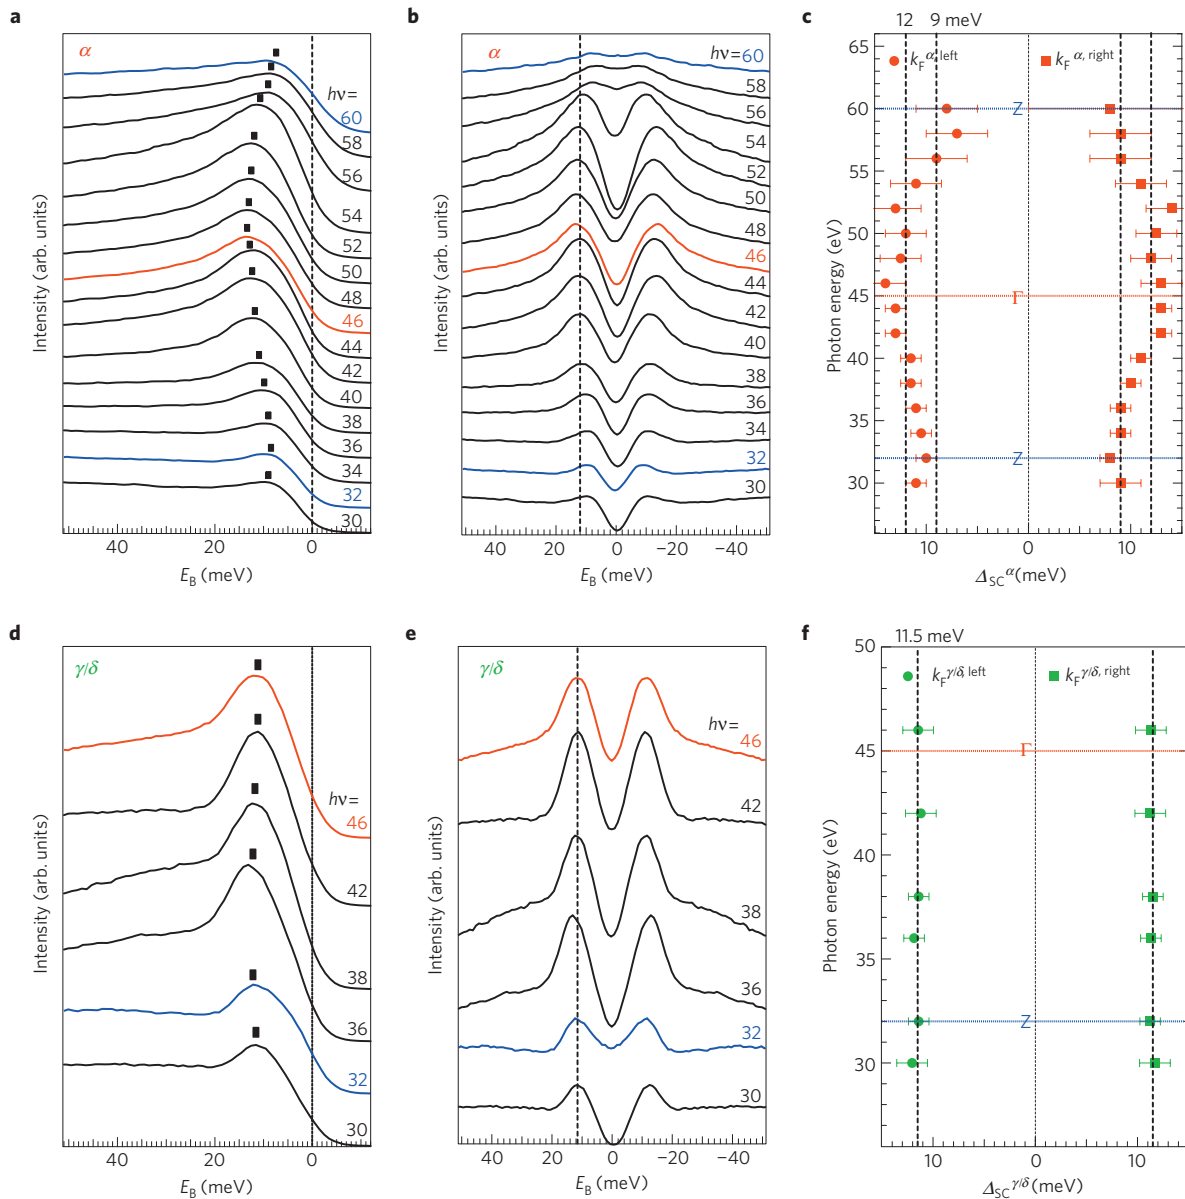 a
α
hν=
60
58
56
54
52
50
48
46
44
42
40
38
36
34
32
30
Intensity (arb. units)
40 20 0
E_B (meV)
b
α
hν=60
58
56
54
52
50
48
46
44
42
40
38
36
34
32
30
Intensity (arb. units)
40 20 0 −20 −40
E_B (meV)
c
12 9 meV
k_F^α, left
k_F^α, right
Z
Γ
Z
65
60
55
50
45
40
35
30
Photon energy (eV)
10 0 10
Δ_SC^α (meV)
d
γ/δ
hν=
46
42
38
36
32
30
Intensity (arb. units)
40 20 0
E_B (meV)
e
γ/δ
hν=
46
42
38
36
32
30
Intensity (arb. units)
40 20 0 −20 −40
E_B (meV)
f
11.5 meV
k_F^γ/δ, left
k_F^γ/δ, right
Γ
Z
50
45
40
35
30
Photon energy (eV)
10 0 10
Δ_SC^γ/δ (meV)